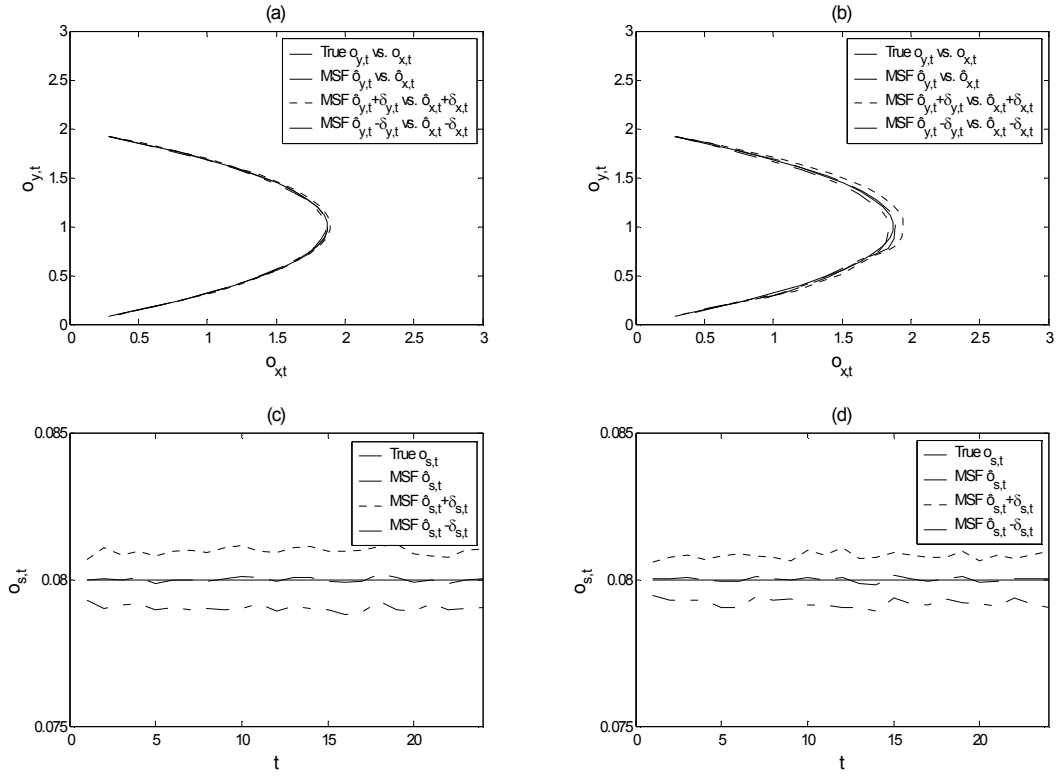 (a)
3
2.5
2
1.5
1
0.5
0
0 0.5 1 1.5 2 2.5 3
o_{y,t}
o_{x,t}
True o_{y,t} vs. o_{x,t}
MSF ô_{y,t} vs. ô_{x,t}
MSF ô_{y,t}+δ_{y,t} vs. ô_{x,t}+δ_{x,t}
MSF ô_{y,t}-δ_{y,t} vs. ô_{x,t}-δ_{x,t}
(b)
3
2.5
2
1.5
1
0.5
0
0 0.5 1 1.5 2 2.5 3
o_{y,t}
o_{x,t}
True o_{y,t} vs. o_{x,t}
MSF ô_{y,t} vs. ô_{x,t}
MSF ô_{y,t}+δ_{y,t} vs. ô_{x,t}+δ_{x,t}
MSF ô_{y,t}-δ_{y,t} vs ô_{x,t}-δ_{x,t}
(c)
0.085
0.08
0.075
0 5 10 15 20
o_{s,t}
t
True o_{s,t}
MSF ô_{s,t}
MSF ô_{s,t}+δ_{s,t}
MSF ô_{s,t}-δ_{s,t}
(d)
0.085
0.08
0.075
0 5 10 15 20
o_{s,t}
t
True o_{s,t}
MSF ô_{s,t}
MSF ô_{s,t}+δ_{s,t}
MSF ô_{s,t}-δ_{s,t}